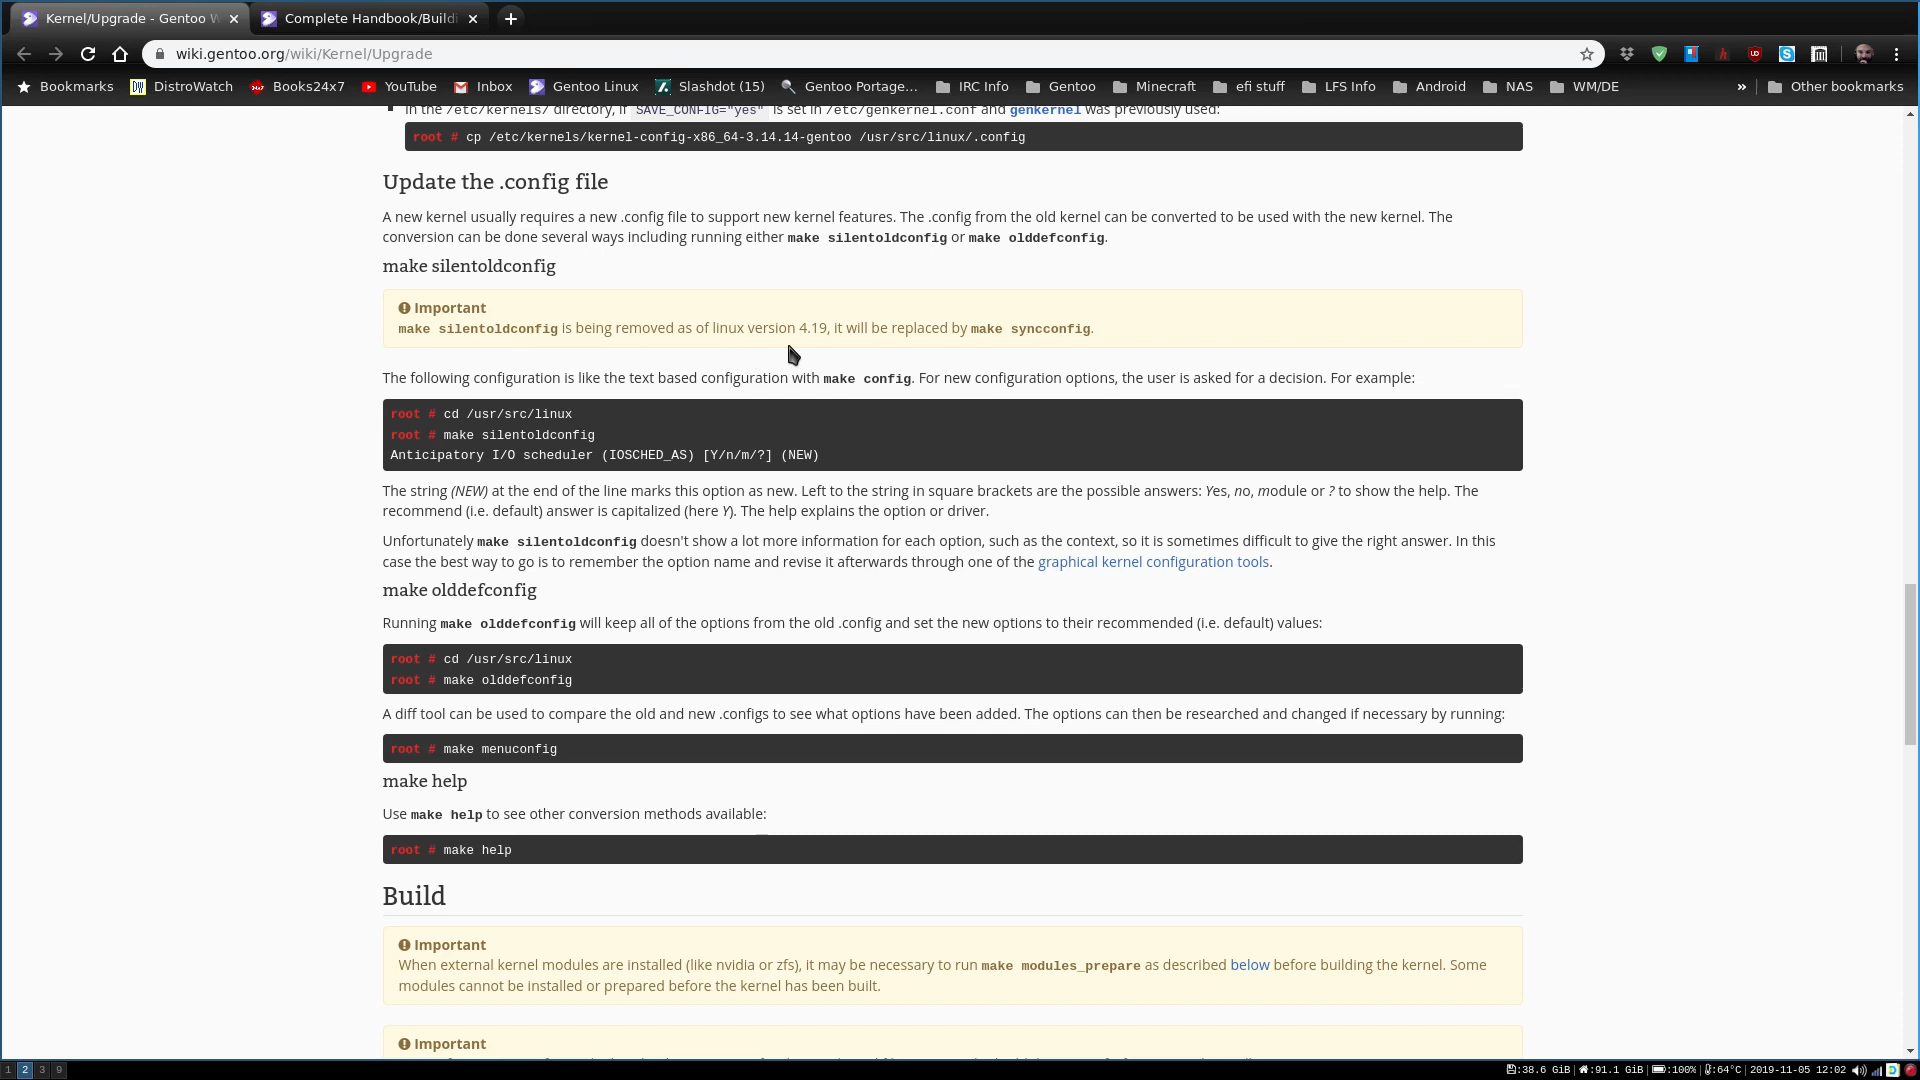 Kernel/Upgrade - Gentoo W
Complete Handbook/Buildi
wiki.gentoo.org/wiki/Kernel/Upgrade
Bookmarks DistroWatch Books24x7 YouTube Inbox Gentoo Linux Slashdot (15) Gentoo Portage... IRC Info Gentoo Minecraft efi stuff LFS Info Android NAS WM/DE » Other bookmarks
In the /etc/kernels/ directory, if SAVE_CONFIG="yes" is set in /etc/genkernel.conf and genkernel was previously used:
root # cp /etc/kernels/kernel-config-x86_64-3.14.14-gentoo /usr/src/linux/.config
Update the .config file
A new kernel usually requires a new .config file to support new kernel features. The .config from the old kernel can be converted to be used with the new kernel. The
conversion can be done several ways including running either make silentoldconfig or make olddefconfig.
make silentoldconfig
Important
make silentoldconfig is being removed as of linux version 4.19, it will be replaced by make syncconfig.
The following configuration is like the text based configuration with make config. For new configuration options, the user is asked for a decision. For example:
root # cd /usr/src/linux
root # make silentoldconfig
Anticipatory I/O scheduler (IOSCHED_AS) [Y/n/m/?] (NEW)
The string (NEW) at the end of the line marks this option as new. Left to the string in square brackets are the possible answers: Yes, no, module or ? to show the help. The
recommend (i.e. default) answer is capitalized (here Y). The help explains the option or driver.
Unfortunately make silentoldconfig doesn't show a lot more information for each option, such as the context, so it is sometimes difficult to give the right answer. In this
case the best way to go is to remember the option name and revise it afterwards through one of the graphical kernel configuration tools.
make olddefconfig
Running make olddefconfig will keep all of the options from the old .config and set the new options to their recommended (i.e. default) values:
root # cd /usr/src/linux
root # make olddefconfig
A diff tool can be used to compare the old and new .configs to see what options have been added. The options can then be researched and changed if necessary by running:
root # make menuconfig
make help
Use make help to see other conversion methods available:
root # make help
Build
Important
When external kernel modules are installed (like nvidia or zfs), it may be necessary to run make modules_prepare as described below before building the kernel. Some
modules cannot be installed or prepared before the kernel has been built.
Important
1 2 3 9
:38.6 GiB | :91.1 GiB | :100% | :64°C | 2019-11-05 12:02